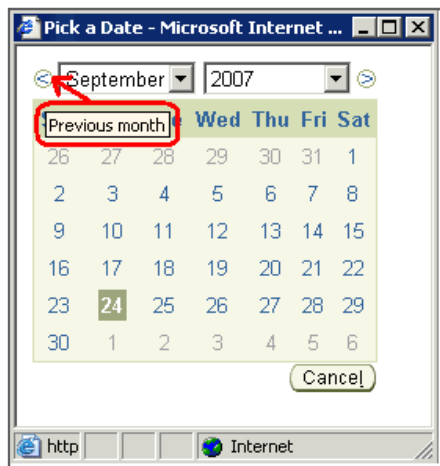 Pick a Date - Microsoft Internet ...
September 2007
Previous month Wed Thu Fri Sat
26 27 28 29 30 31 1
2 3 4 5 6 7 8
9 10 11 12 13 14 15
16 17 18 19 20 21 22
23 24 25 26 27 28 29
30 1 2 3 4 5 6
Cancel
http Internet